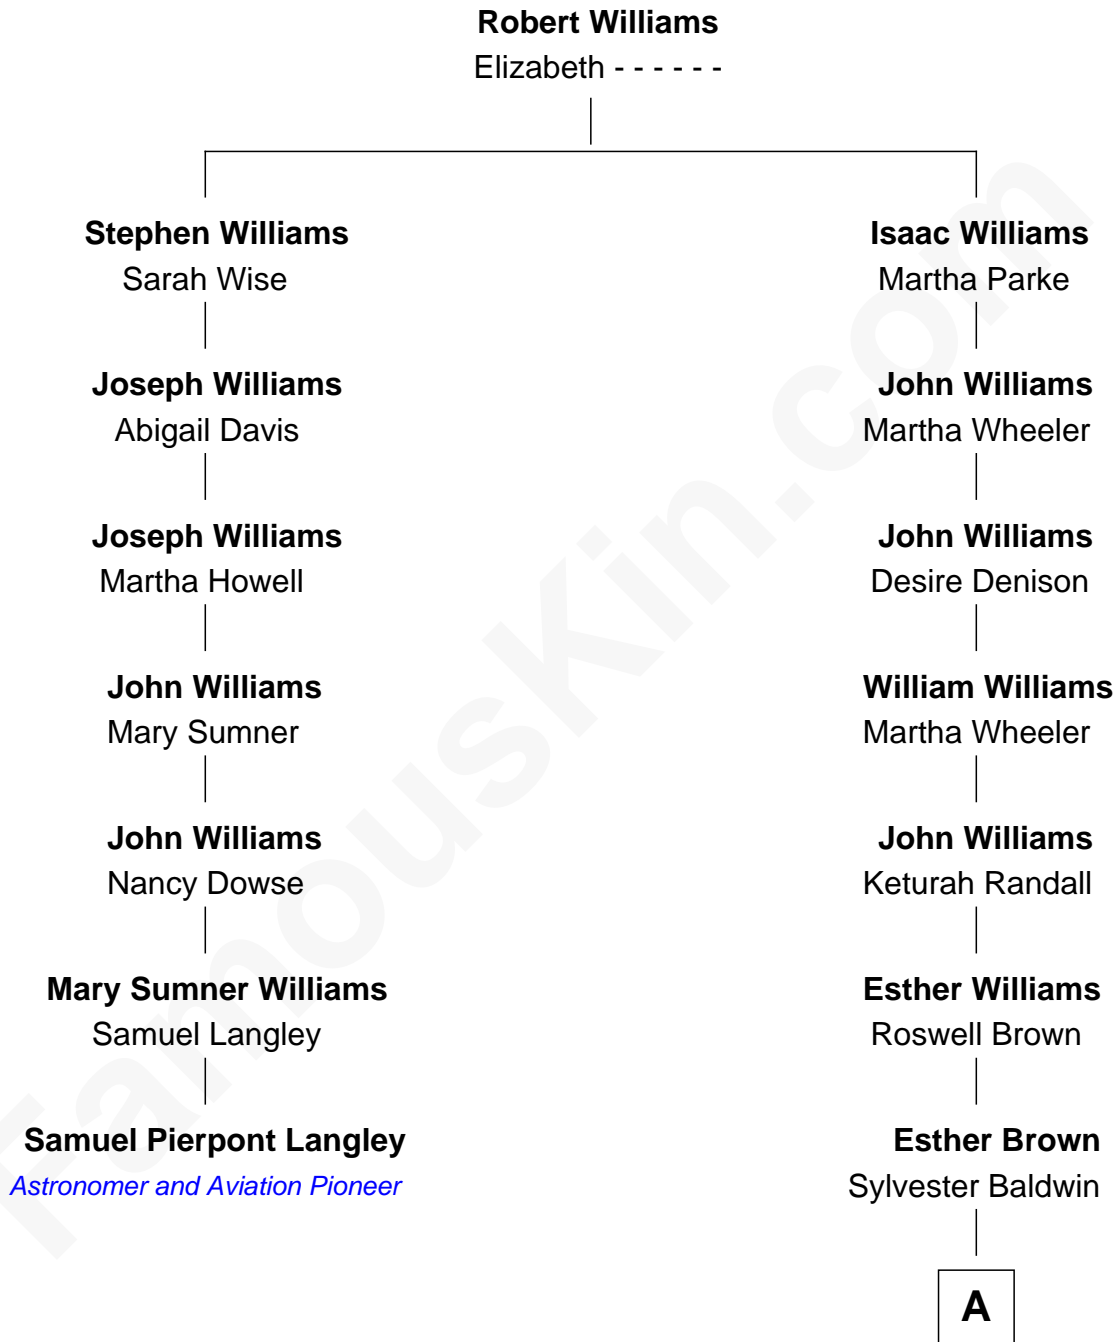 Robert Williams
Elizabeth - - - - - -
Stephen Williams
Sarah Wise
Joseph Williams
Abigail Davis
Joseph Williams
Martha Howell
John Williams
Mary Sumner
John Williams
Nancy Dowse
Mary Sumner Williams
Samuel Langley
Samuel Pierpont Langley
Astronomer and Aviation Pioneer
Isaac Williams
Martha Parke
John Williams
Martha Wheeler
John Williams
Desire Denison
William Williams
Martha Wheeler
John Williams
Keturah Randall
Esther Williams
Roswell Brown
Esther Brown
Sylvester Baldwin
A
FamousKin.com